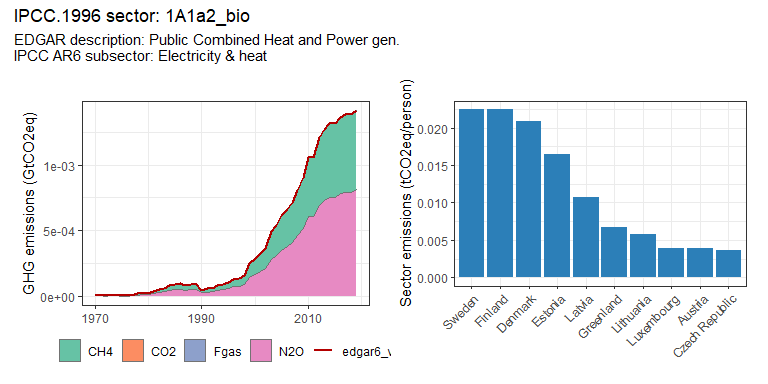 IPCC.1996 sector: 1A1a2_bio
EDGAR description: Public Combined Heat and Power gen.
IPCC AR6 subsector: Electricity & heat
GHG emissions (GtCO2eq)
1e-03
5e-04
0e+00
1970
1990
2010
CH4
CO2
Fgas
N2O
edgar6_v
Sector emissions (tCO2eq/person)
0.020
0.015
0.010
0.005
0.000
Sweden
Finland
Denmark
Estonia
Latvia
Greenland
Lithuania
Luxembourg
Austria
Czech Republic